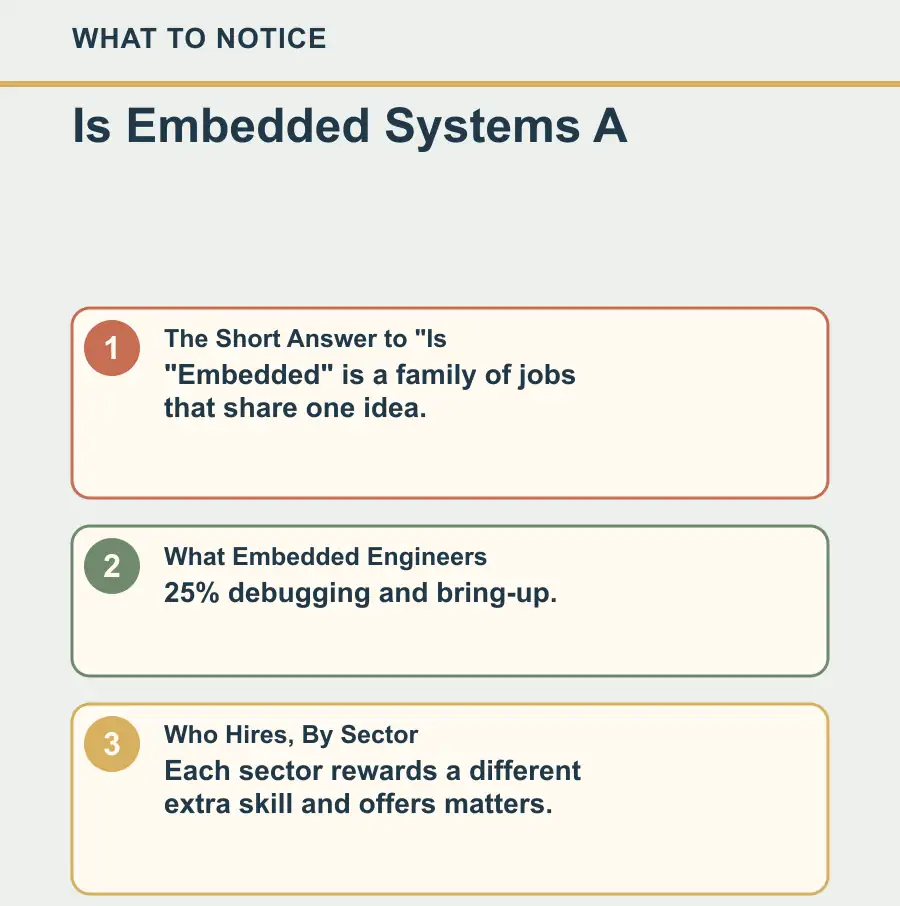 WHAT TO NOTICE
Is Embedded Systems A
1
The Short Answer to "Is
"Embedded" is a family of jobs
that share one idea.
2
What Embedded Engineers
25% debugging and bring-up.
3
Who Hires, By Sector
Each sector rewards a different
extra skill and offers matters.